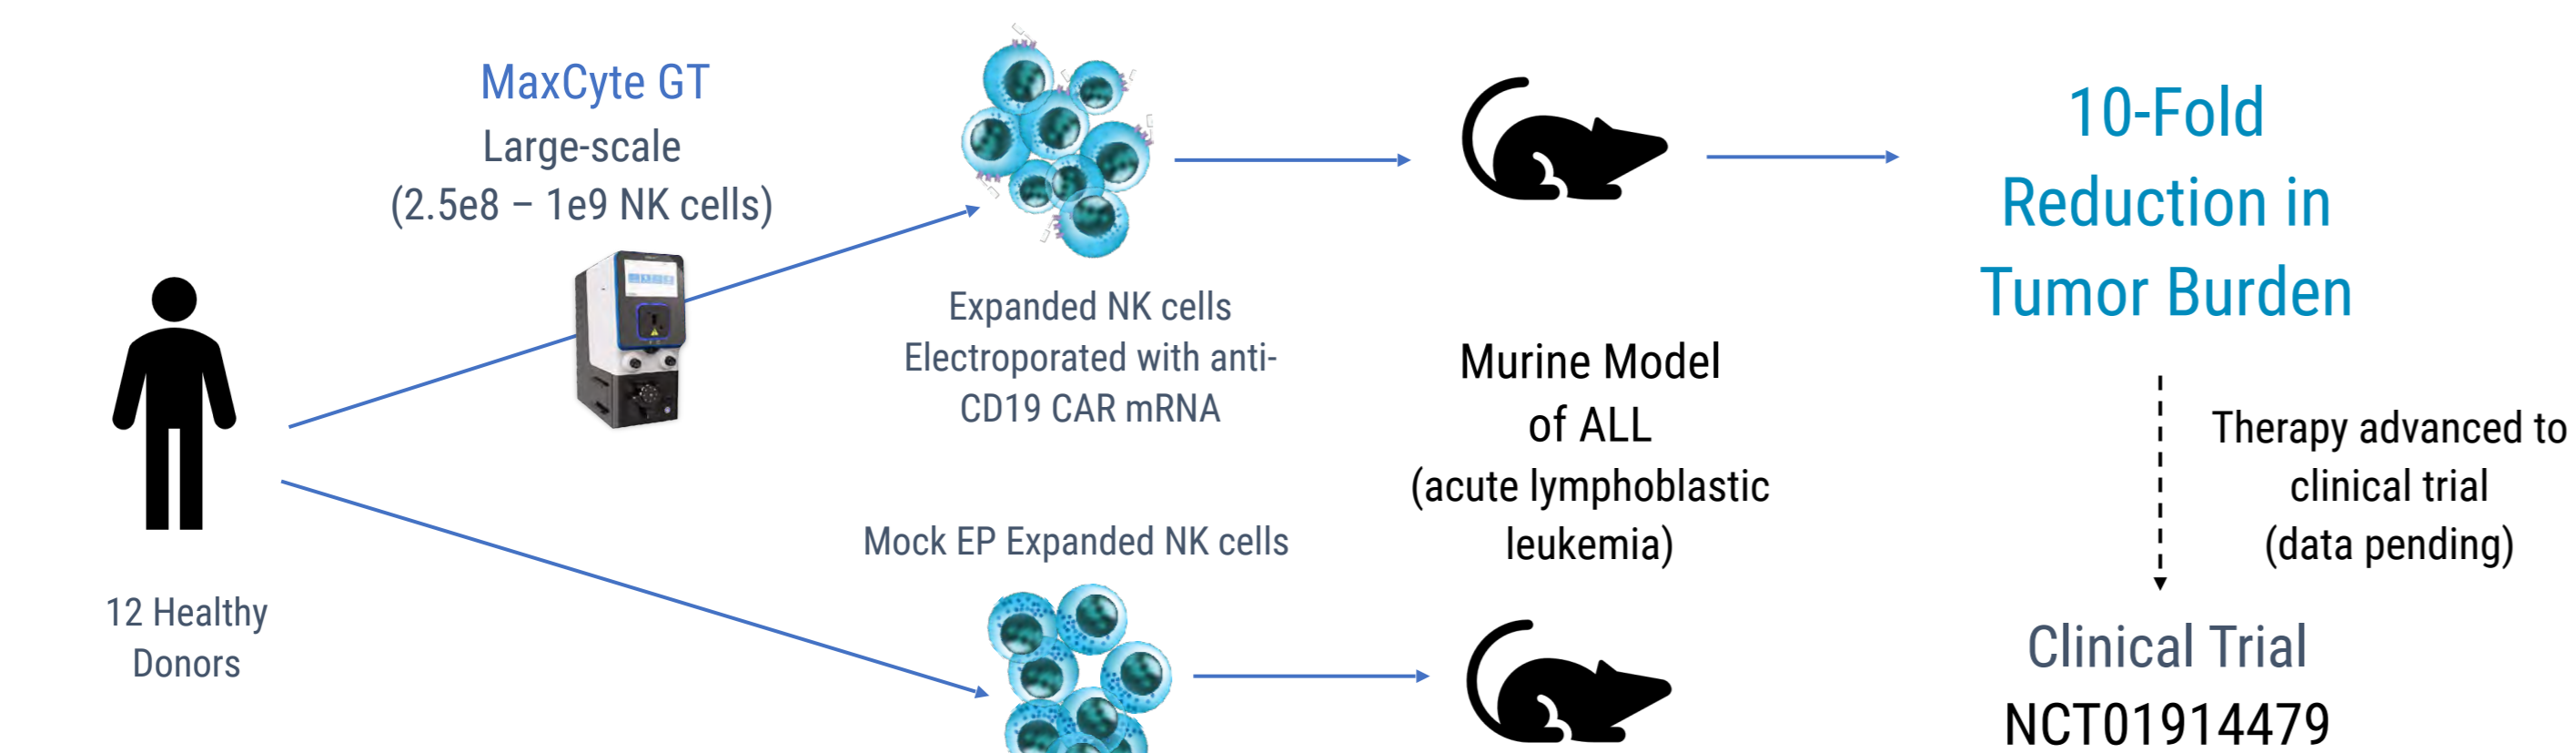 MaxCyte GT
Large-scale
(2.5e8 – 1e9 NK cells)
12 Healthy
Donors
Expanded NK cells
Electroporated with anti-
CD19 CAR mRNA
Mock EP Expanded NK cells
Murine Model
of ALL
(acute lymphoblastic
leukemia)
10-Fold
Reduction in
Tumor Burden
Therapy advanced to
clinical trial
(data pending)
Clinical Trial
NCT01914479